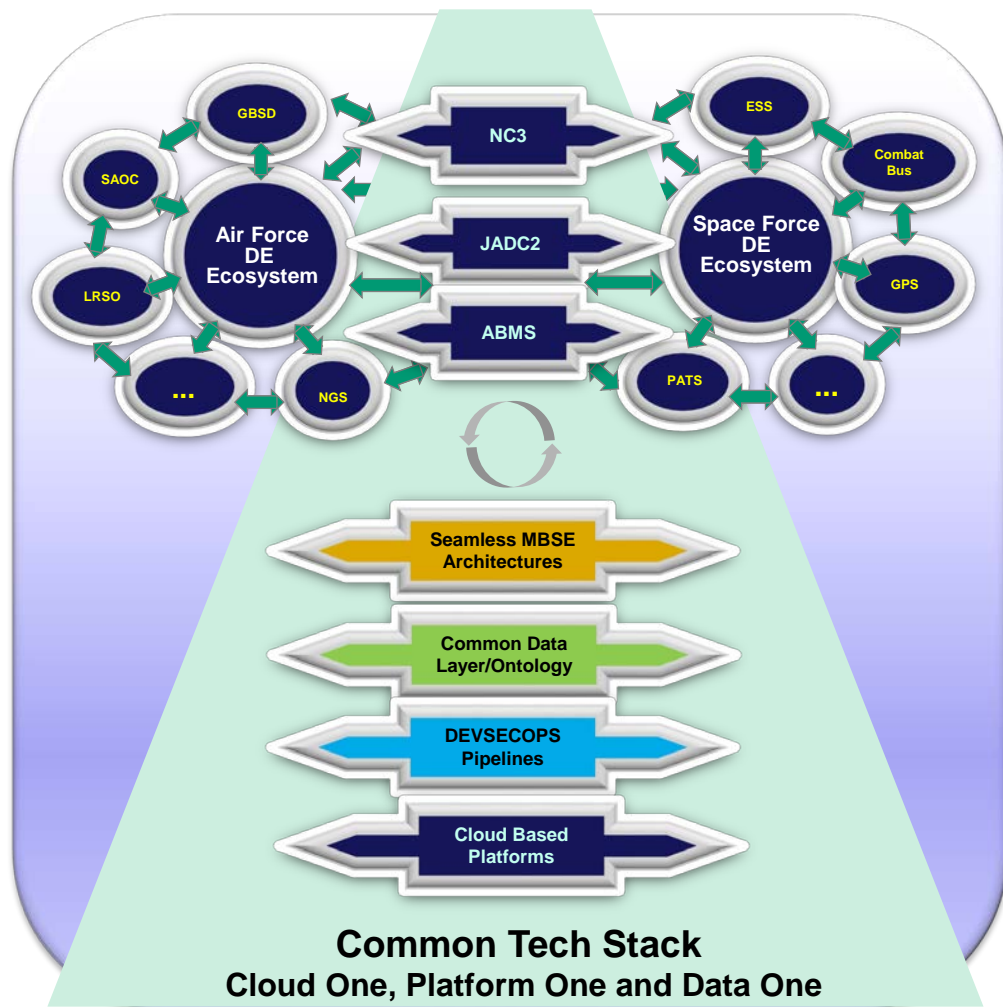 GBSD
NC3
ESS
SAOC
Combat
Bus
Air Force
DE
Ecosystem
JADC2
Space Force
DE
Ecosystem
LRSO
GPS
ABMS
...
NGS
PATS
...
Seamless MBSE
Architectures
Common Data
Layer/Ontology
DEVSECOPS
Pipelines
Cloud Based
Platforms
Common Tech Stack
Cloud One, Platform One and Data One